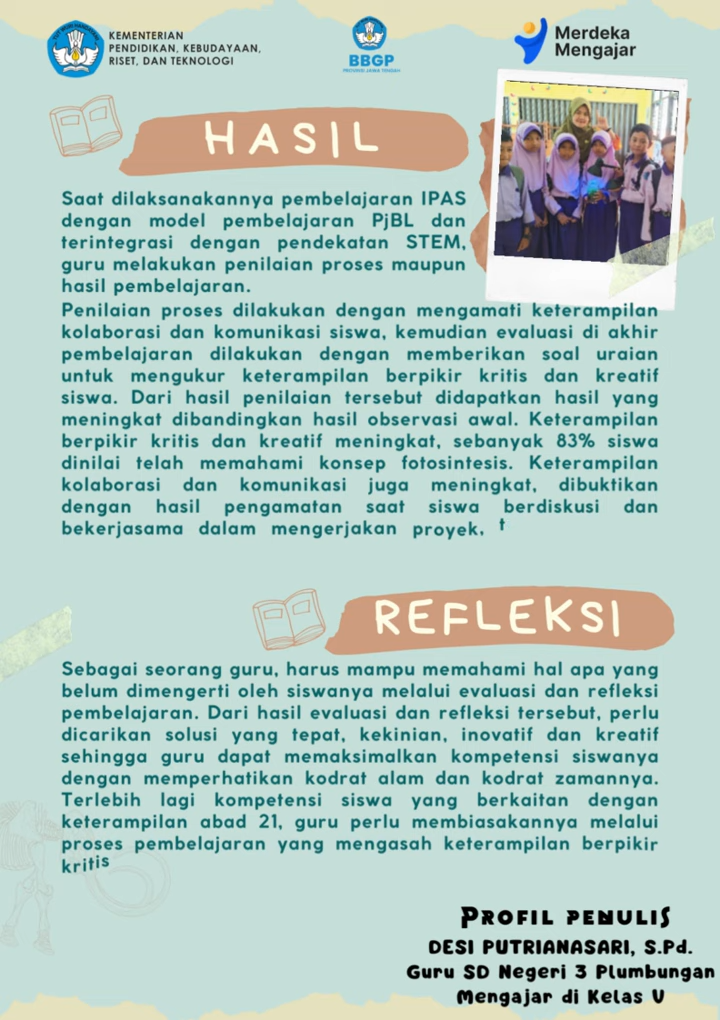 KEMENTERIAN
PENDIDIKAN, KEBUDAYAAN,
RISET, DAN TEKNOLOGI
BBGP
PROVINSI JAWA TENGAH
Merdeka
Mengajar
HASIL
Saat dilaksanakannya pembelajaran IPAS
dengan model pembelajaran PjBL dan
terintegrasi dengan pendekatan STEM,
guru melakukan penilaian proses maupun
hasil pembelajaran.
Penilaian proses dilakukan dengan mengamati keterampilan
kolaborasi dan komunikasi siswa, kemudian evaluasi di akhir
pembelajaran dilakukan dengan memberikan soal uraian
untuk mengukur keterampilan berpikir kritis dan kreatif
siswa. Dari hasil penilaian tersebut didapatkan hasil yang
meningkat dibandingkan hasil observasi awal. Keterampilan
berpikir kritis dan kreatif meningkat, sebanyak 83% siswa
dinilai telah memahami konsep fotosintesis. Keterampilan
kolaborasi dan komunikasi juga meningkat, dibuktikan
dengan hasil pengamatan saat siswa berdiskusi dan
bekerjasama dalam mengerjakan proyek. t
REFLEKSI
Sebagai seorang guru, harus mampu memahami hal apa yang
belum dimengerti oleh siswanya melalui evaluasi dan refleksi
pembelajaran. Dari hasil evaluasi dan refleksi tersebut, perlu
dicarikan solusi yang tepat, kekinian, inovatif dan kreatif
sehingga guru dapat memaksimalkan kompetensi siswanya
dengan memperhatikan kodrat alam dan kodrat zamannya.
Terlebih lagi kompetensi siswa yang berkaitan dengan
keterampilan abad 21, guru perlu membiasakannya melalui
proses pembelajaran yang mengasah keterampilan berpikir
kritis
PROFIL PENULIS
DESI PUTRIANASARI, S.Pd.
Guru SD Negeri 3 Plumbungan
Mengajar di Kelas V